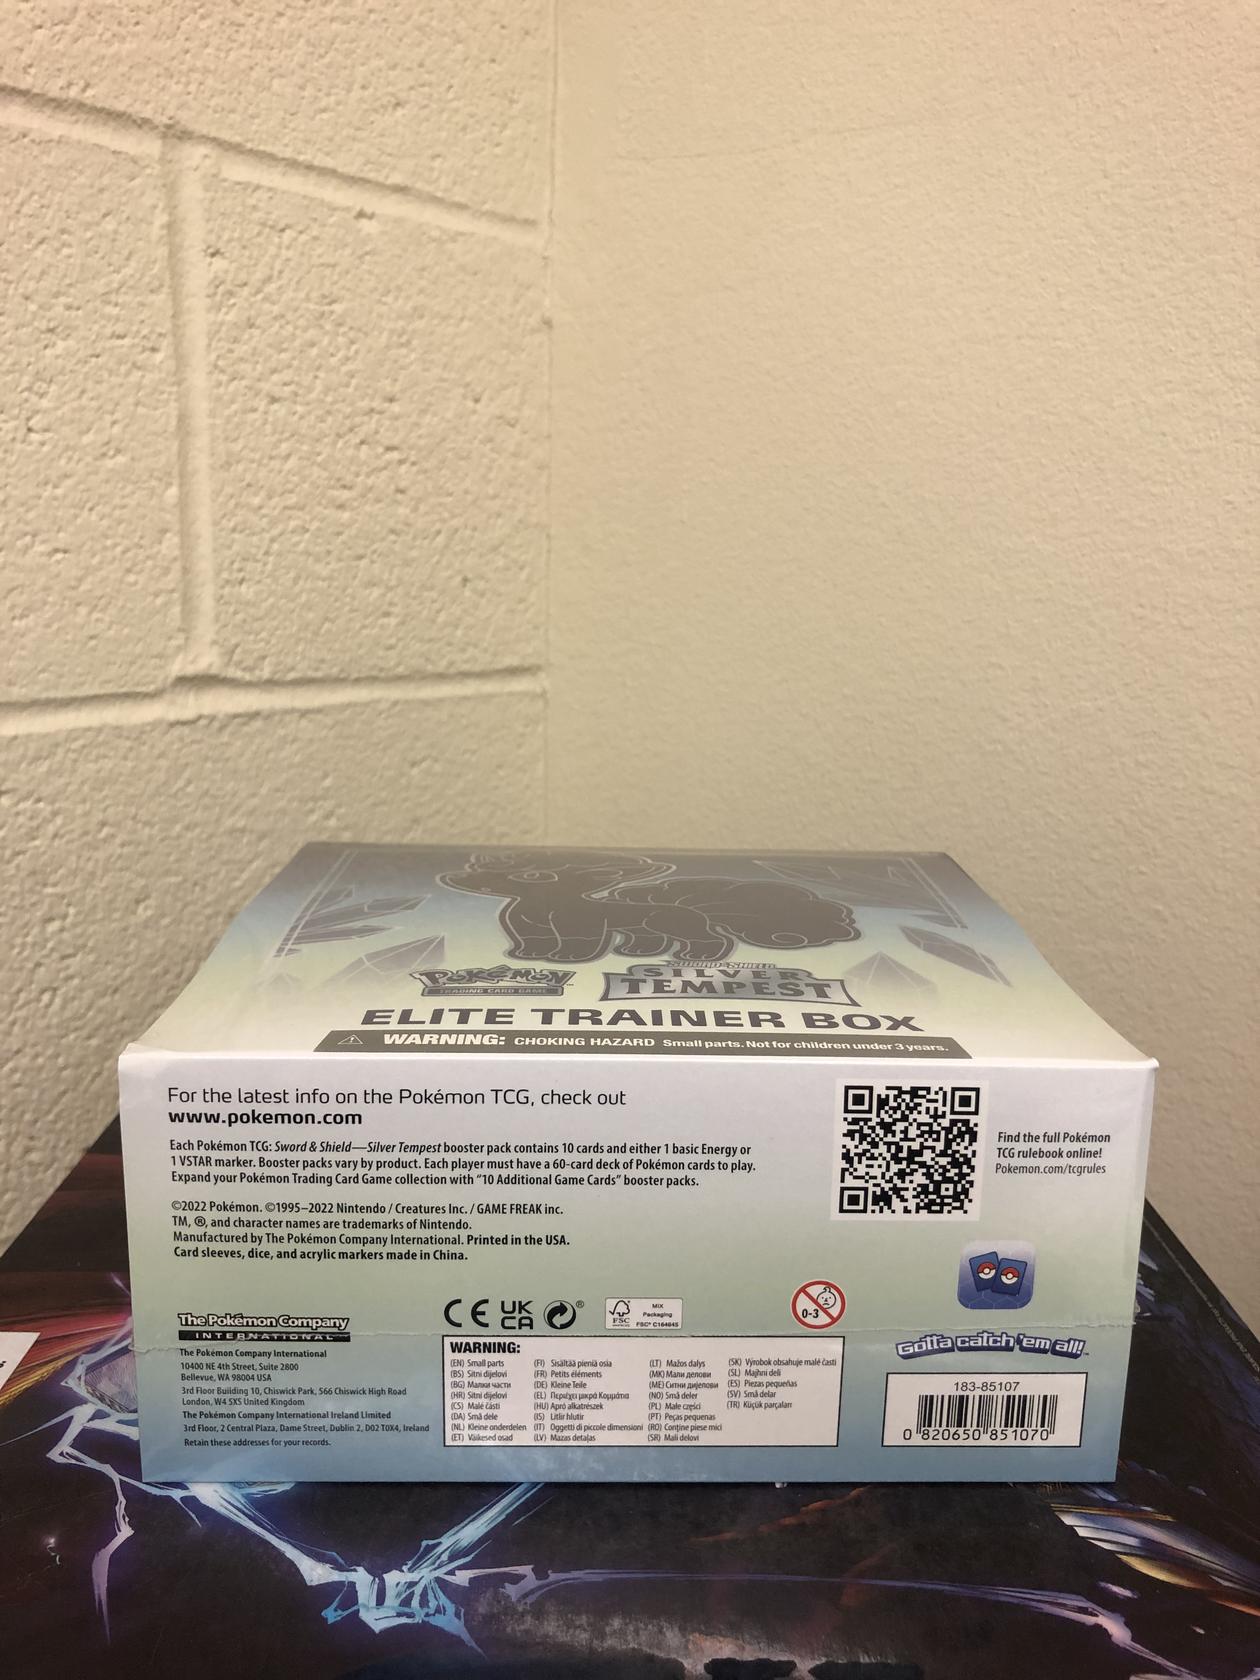 Pokémon
TRADING CARD GAME
SWORD & SHIELD
SILVER
TEMPEST
ELITE TRAINER BOX
WARNING: CHOKING HAZARD Small parts. Not for children under 3 years.
For the latest info on the Pokémon TCG, check out
www.pokemon.com
Each Pokémon TCG: Sword & Shield—Silver Tempest booster pack contains 10 cards and either 1 basic Energy or
1 VSTAR marker. Booster packs vary by product. Each player must have a 60-card deck of Pokémon cards to play.
Expand your Pokémon Trading Card Game collection with "10 Additional Game Cards" booster packs.
©2022 Pokémon. ©1995–2022 Nintendo / Creatures Inc. / GAME FREAK inc.
TM, ®, and character names are trademarks of Nintendo.
Manufactured by The Pokémon Company International. Printed in the USA.
Card sleeves, dice, and acrylic markers made in China.
Find the full Pokémon
TCG rulebook online!
Pokemon.com/tcgrules
The Pokémon Company
INTERNATIONAL
The Pokémon Company International
10400 NE 4th Street, Suite 2800
Bellevue, WA 98004 USA
3rd Floor Building 10, Chiswick Park, 566 Chiswick High Road
London, W4 5XS United Kingdom
The Pokémon Company International Ireland Limited
3rd Floor, 2 Central Plaza, Dame Street, Dublin 2, D02 T0X4, Ireland
Retain these addresses for your records.
CE UK
CA
FSC
MIX
Packaging
FSC® C164645
0-3
WARNING:
(EN) Small parts
(BS) Sitni dijelovi
(BG) Малки части
(HR) Sitni dijelovi
(CS) Malé části
(DA) Små dele
(NL) Kleine onderdelen
(ET) Väikesed osad
(FI) Sisältää pieniä osia
(FR) Petits éléments
(DE) Kleine Teile
(EL) Περιέχει μικρά Κομμάτια
(HU) Apró alkatrészek
(IS) Litlir hlutir
(IT) Oggetti di piccole dimensioni
(LV) Mazas detaļas
(LT) Mažos dalys
(MK) Мали делови
(ME) Ситни дијелови
(NO) Små deler
(PL) Małe części
(PT) Peças pequenas
(RO) Conține piese mici
(SR) Mali delovi
(SK) Výrobok obsahuje malé časti
(SL) Majhni deli
(ES) Piezas pequeñas
(SV) Små delar
(TR) Küçük parçaları
Gotta catch 'em all!
183-85107
0 820650 851070